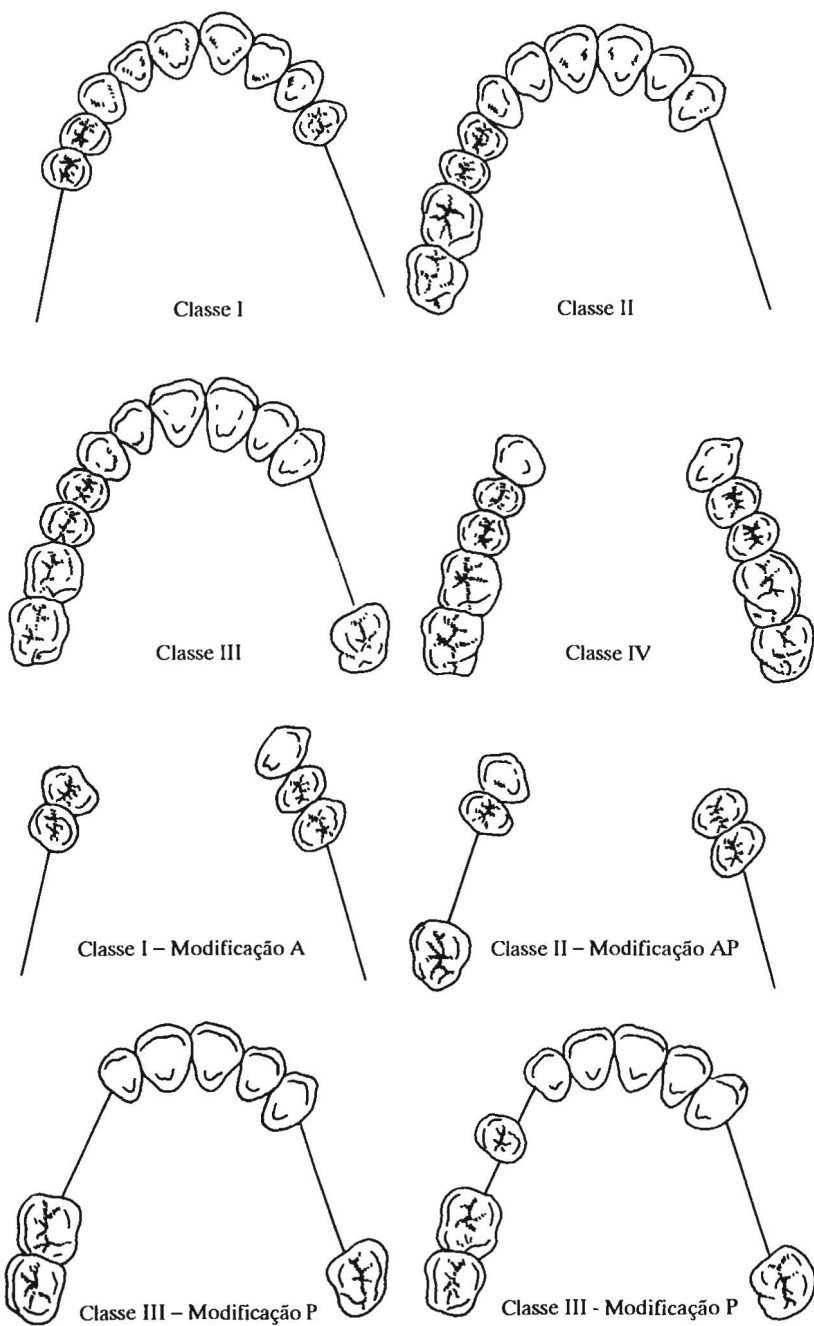 Classe I
Classe II
Classe III
Classe IV
Classe I – Modificação A
Classe II – Modificação AP
Classe III – Modificação P
Classe III - Modificação P